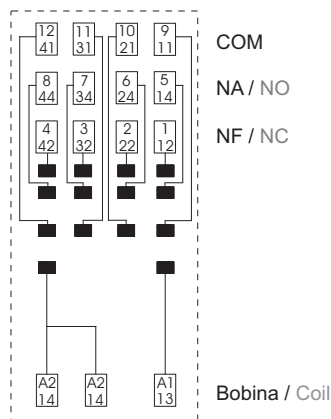 12 11 10 9 COM
41 31 21 11
8 7 6 5 NA / NO
44 34 24 14
4 3 2 1 NF / NC
42 32 22 12
A2 A2 A1 Bobina / Coil
14 14 13